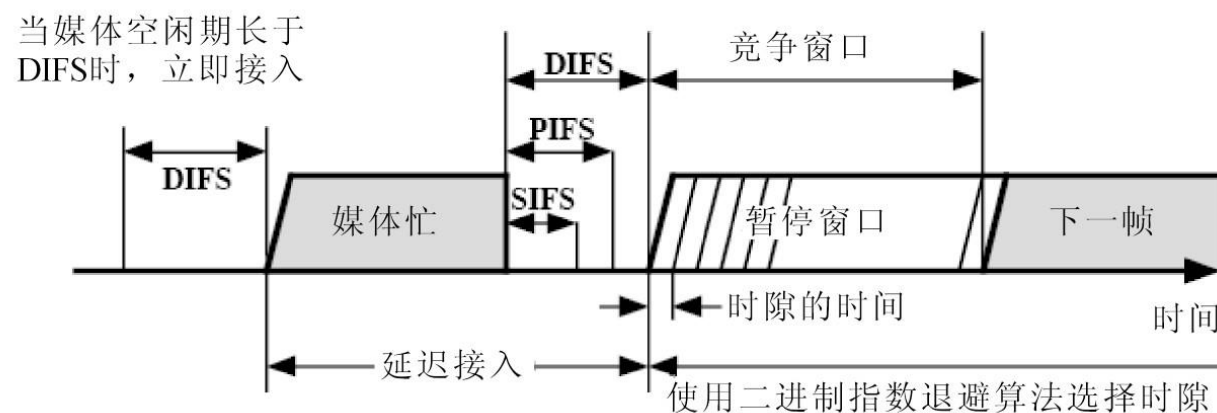 当媒体空闲期长于
DIFS时，立即接入
DIFS
竞争窗口
PIFS
DIFS
SIFS
媒体忙
暂停窗口
下一帧
时隙的时间
时间
延迟接入
使用二进制指数退避算法选择时隙